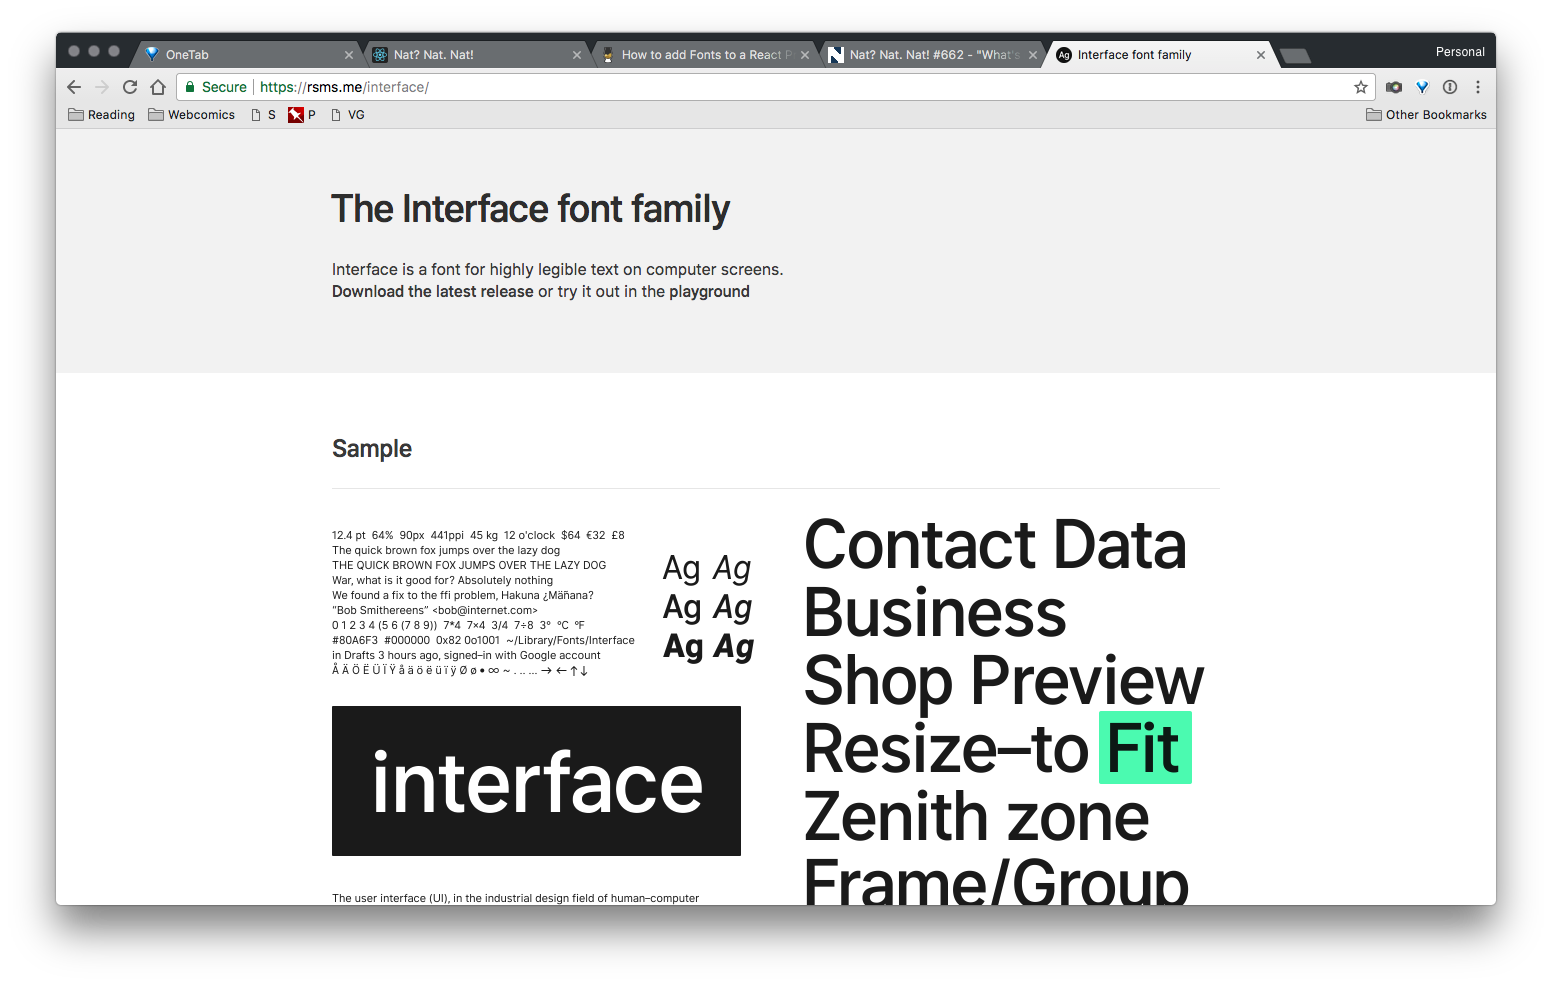 OneTab
Nat? Nat. Nat!
How to add Fonts to a React P
Nat? Nat. Nat! #662 - "What's
Interface font family
Personal
Secure https://rsms.me/interface/
Reading
Webcomics
S
P
VG
Other Bookmarks
The Interface font family
Interface is a font for highly legible text on computer screens.
Download the latest release or try it out in the playground
Sample
12.4 pt 64% 90px 441ppi 45 kg 12 o'clock $64 €32 £8
The quick brown fox jumps over the lazy dog
THE QUICK BROWN FOX JUMPS OVER THE LAZY DOG
War, what is it good for? Absolutely nothing
We found a fix to the ffi problem, Hakuna ¿Mäñana?
“Bob Smithereens” <bob@internet.com>
0 1 2 3 4 (5 6 (7 8 9)) 7*4 7×4 3/4 7÷8 3° °C °F
#80A6F3 #000000 0x82 0o1001 ~/Library/Fonts/Interface
in Drafts 3 hours ago, signed–in with Google account
Å Ä Ö Ë Ü Ï Ÿ å ä ö ë ü ï ÿ Ø ø • ∞ ~ . .. … → ← ↑ ↓
Ag Ag
Ag Ag
Ag Ag
interface
The user interface (UI), in the industrial design field of human–computer
Contact Data
Business
Shop Preview
Resize–to Fit
Zenith zone
Frame/Group